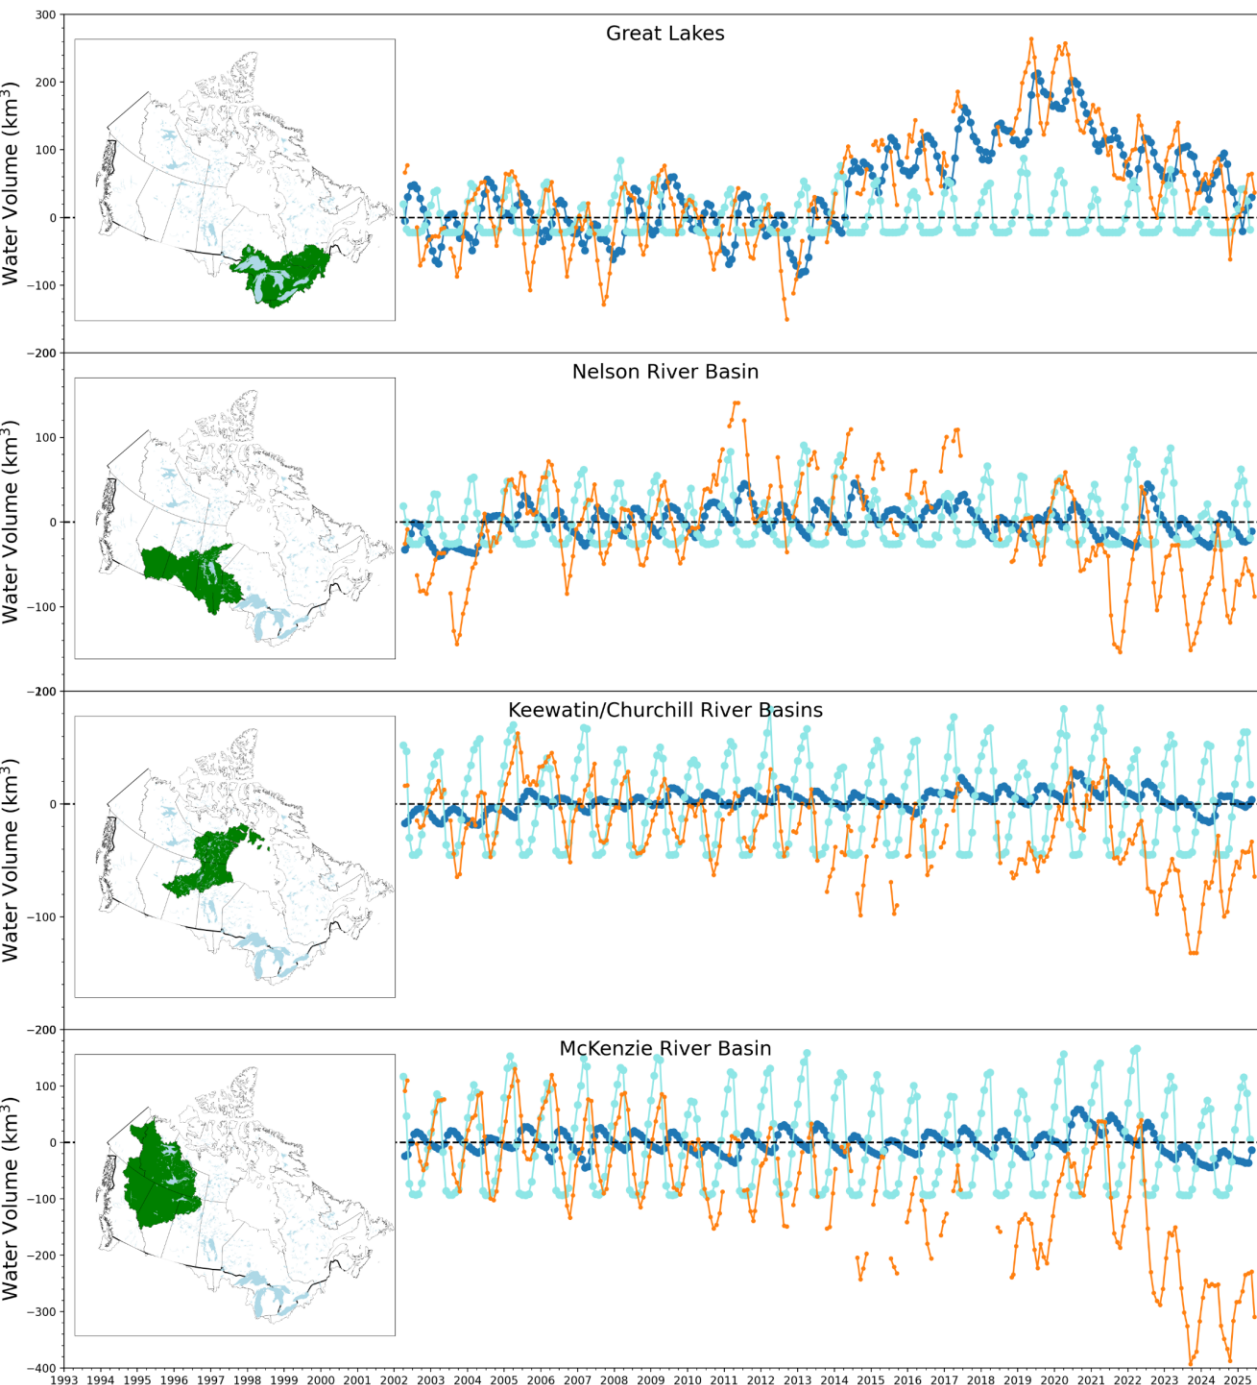 300
Great Lakes
200
100
0
−100
Water Volume (km³)
−200
Nelson River Basin
100
0
−100
Water Volume (km³)
Keewatin/Churchill River Basins
0
−100
Water Volume (km³)
−200
McKenzie River Basin
100
0
−100
−200
−300
−400
Water Volume (km³)
1993 1994 1995 1996 1997 1998 1999 2000 2001 2002 2003 2004 2005 2006 2007 2008 2009 2010 2011 2012 2013 2014 2015 2016 2017 2018 2019 2020 2021 2022 2023 2024 2025